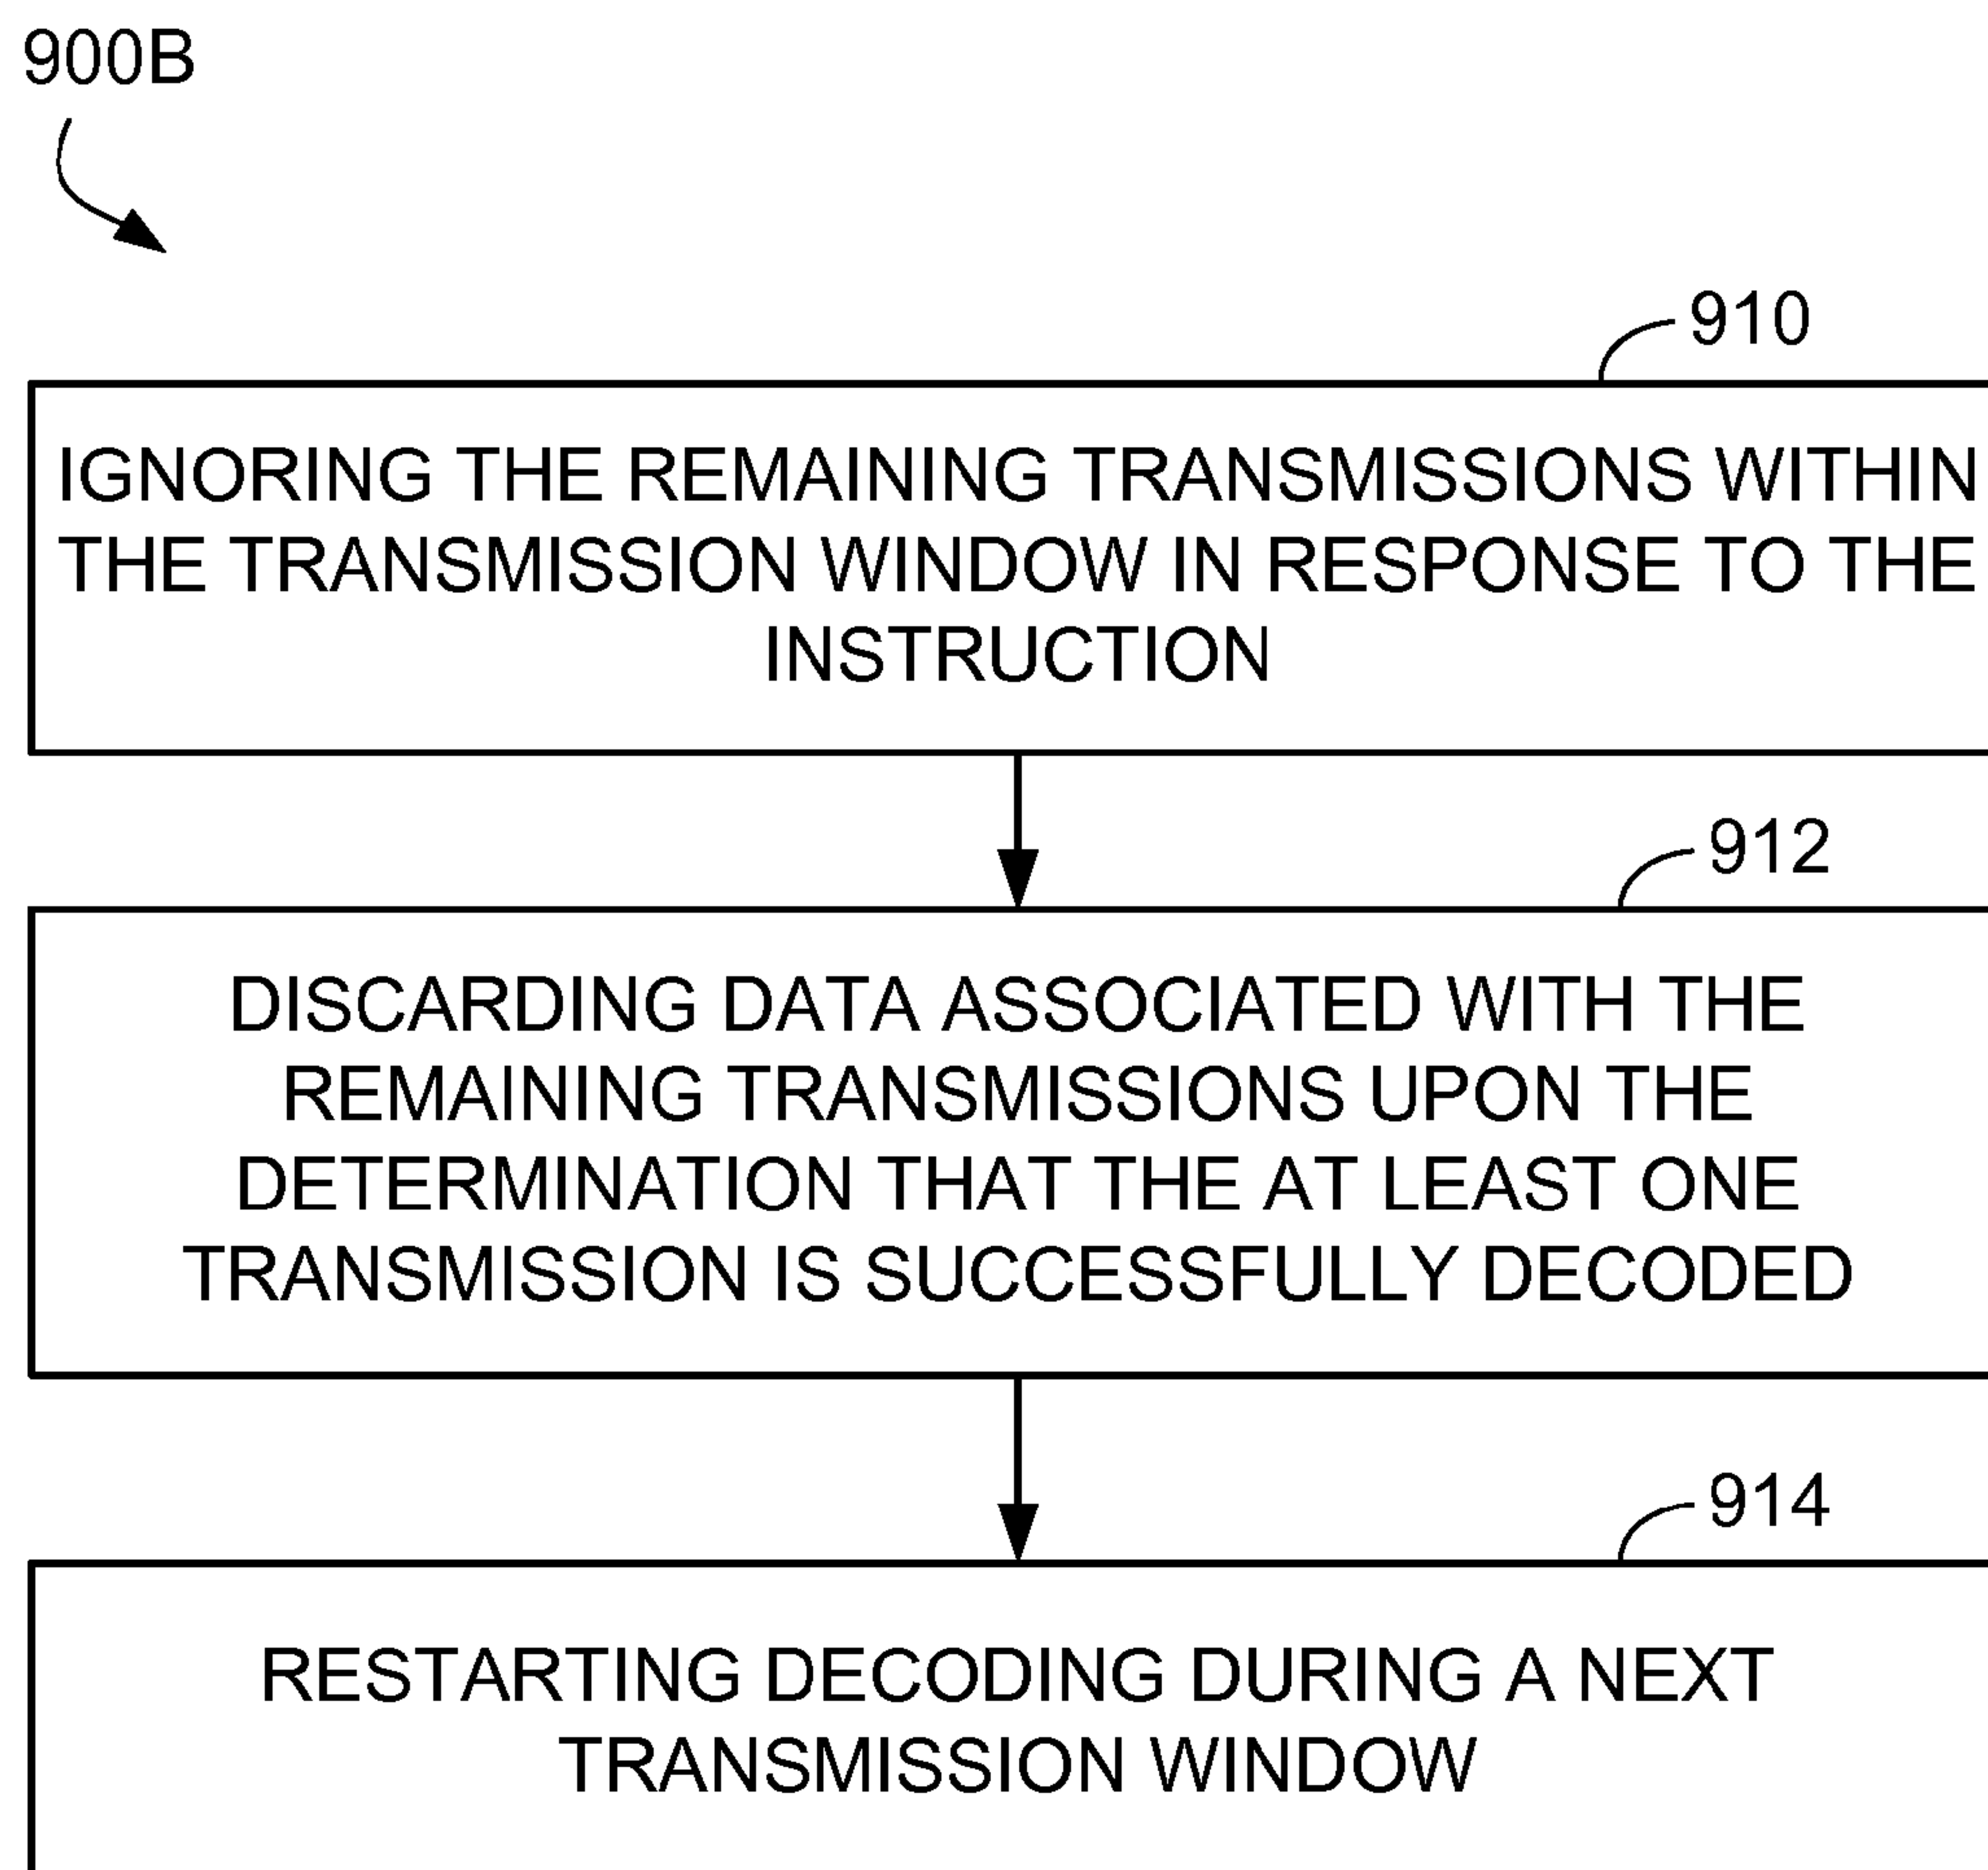 900B
910
IGNORING THE REMAINING TRANSMISSIONS WITHIN
THE TRANSMISSION WINDOW IN RESPONSE TO THE
INSTRUCTION
912
DISCARDING DATA ASSOCIATED WITH THE
REMAINING TRANSMISSIONS UPON THE
DETERMINATION THAT THE AT LEAST ONE
TRANSMISSION IS SUCCESSFULLY DECODED
914
RESTARTING DECODING DURING A NEXT
TRANSMISSION WINDOW